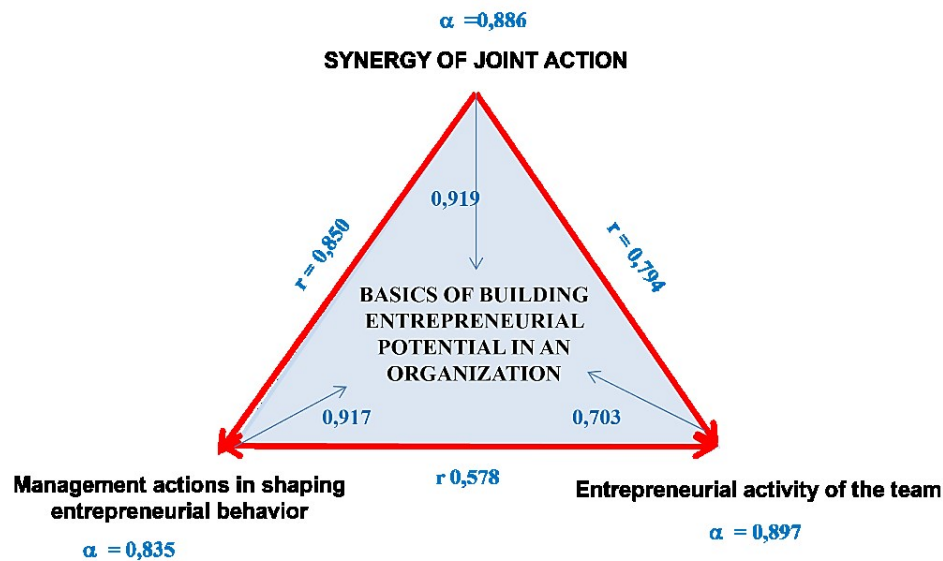 α =0,886
SYNERGY OF JOINT ACTION
0,919
r = 0,850
r = 0,794
BASICS OF BUILDING
ENTREPRENEURIAL
POTENTIAL IN AN
ORGANIZATION
0,917
0,703
r 0,578
Management actions in shaping
entrepreneurial behavior
α = 0,835
Entrepreneurial activity of the team
α = 0,897